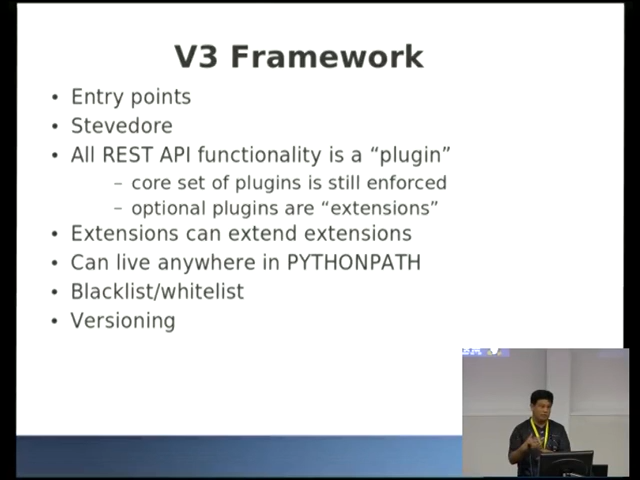 V3 Framework
• Entry points
• Stevedore
• All REST API functionality is a “plugin”
– core set of plugins is still enforced
– optional plugins are “extensions”
• Extensions can extend extensions
• Can live anywhere in PYTHONPATH
• Blacklist/whitelist
• Versioning